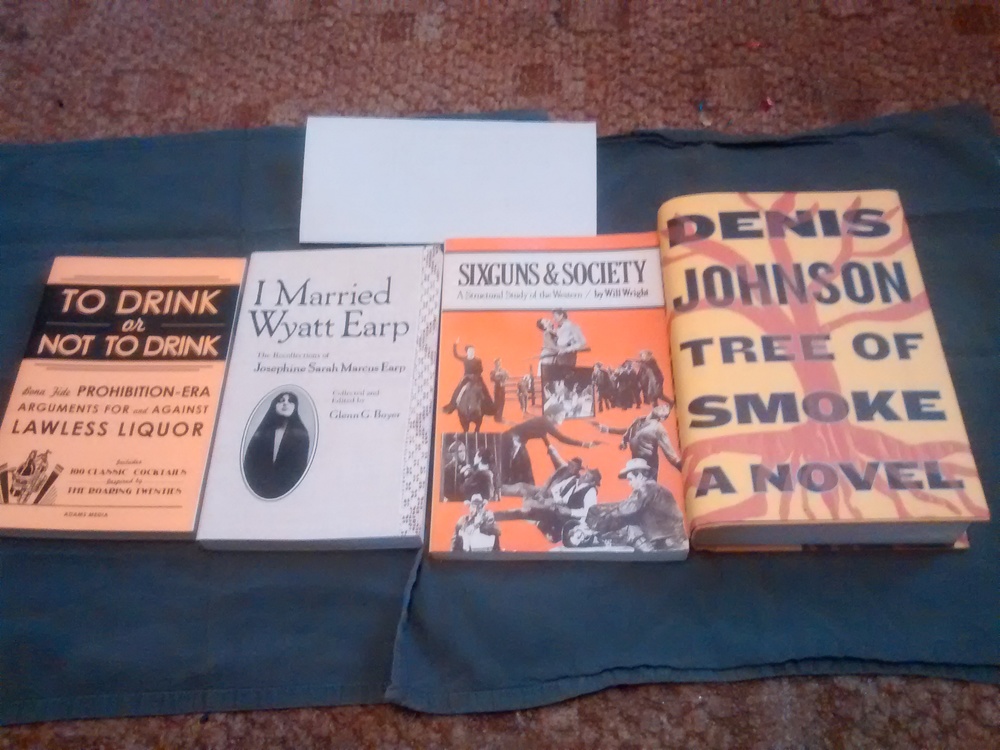 TO DRINK
or
NOT TO DRINK
Bona Fide PROHIBITION-ERA
ARGUMENTS FOR and AGAINST
LAWLESS LIQUOR
Includes
100 CLASSIC COCKTAILS
Inspired by
THE ROARING TWENTIES
ADAMS MEDIA
I Married
Wyatt Earp
The Recollections of
Josephine Sarah Marcus Earp
Collected and
Edited by
Glenn G. Boyer
SIXGUNS & SOCIETY
A Structural Study of the Western / by Will Wright
DENIS
JOHNSON
TREE OF
SMOKE
A NOVEL